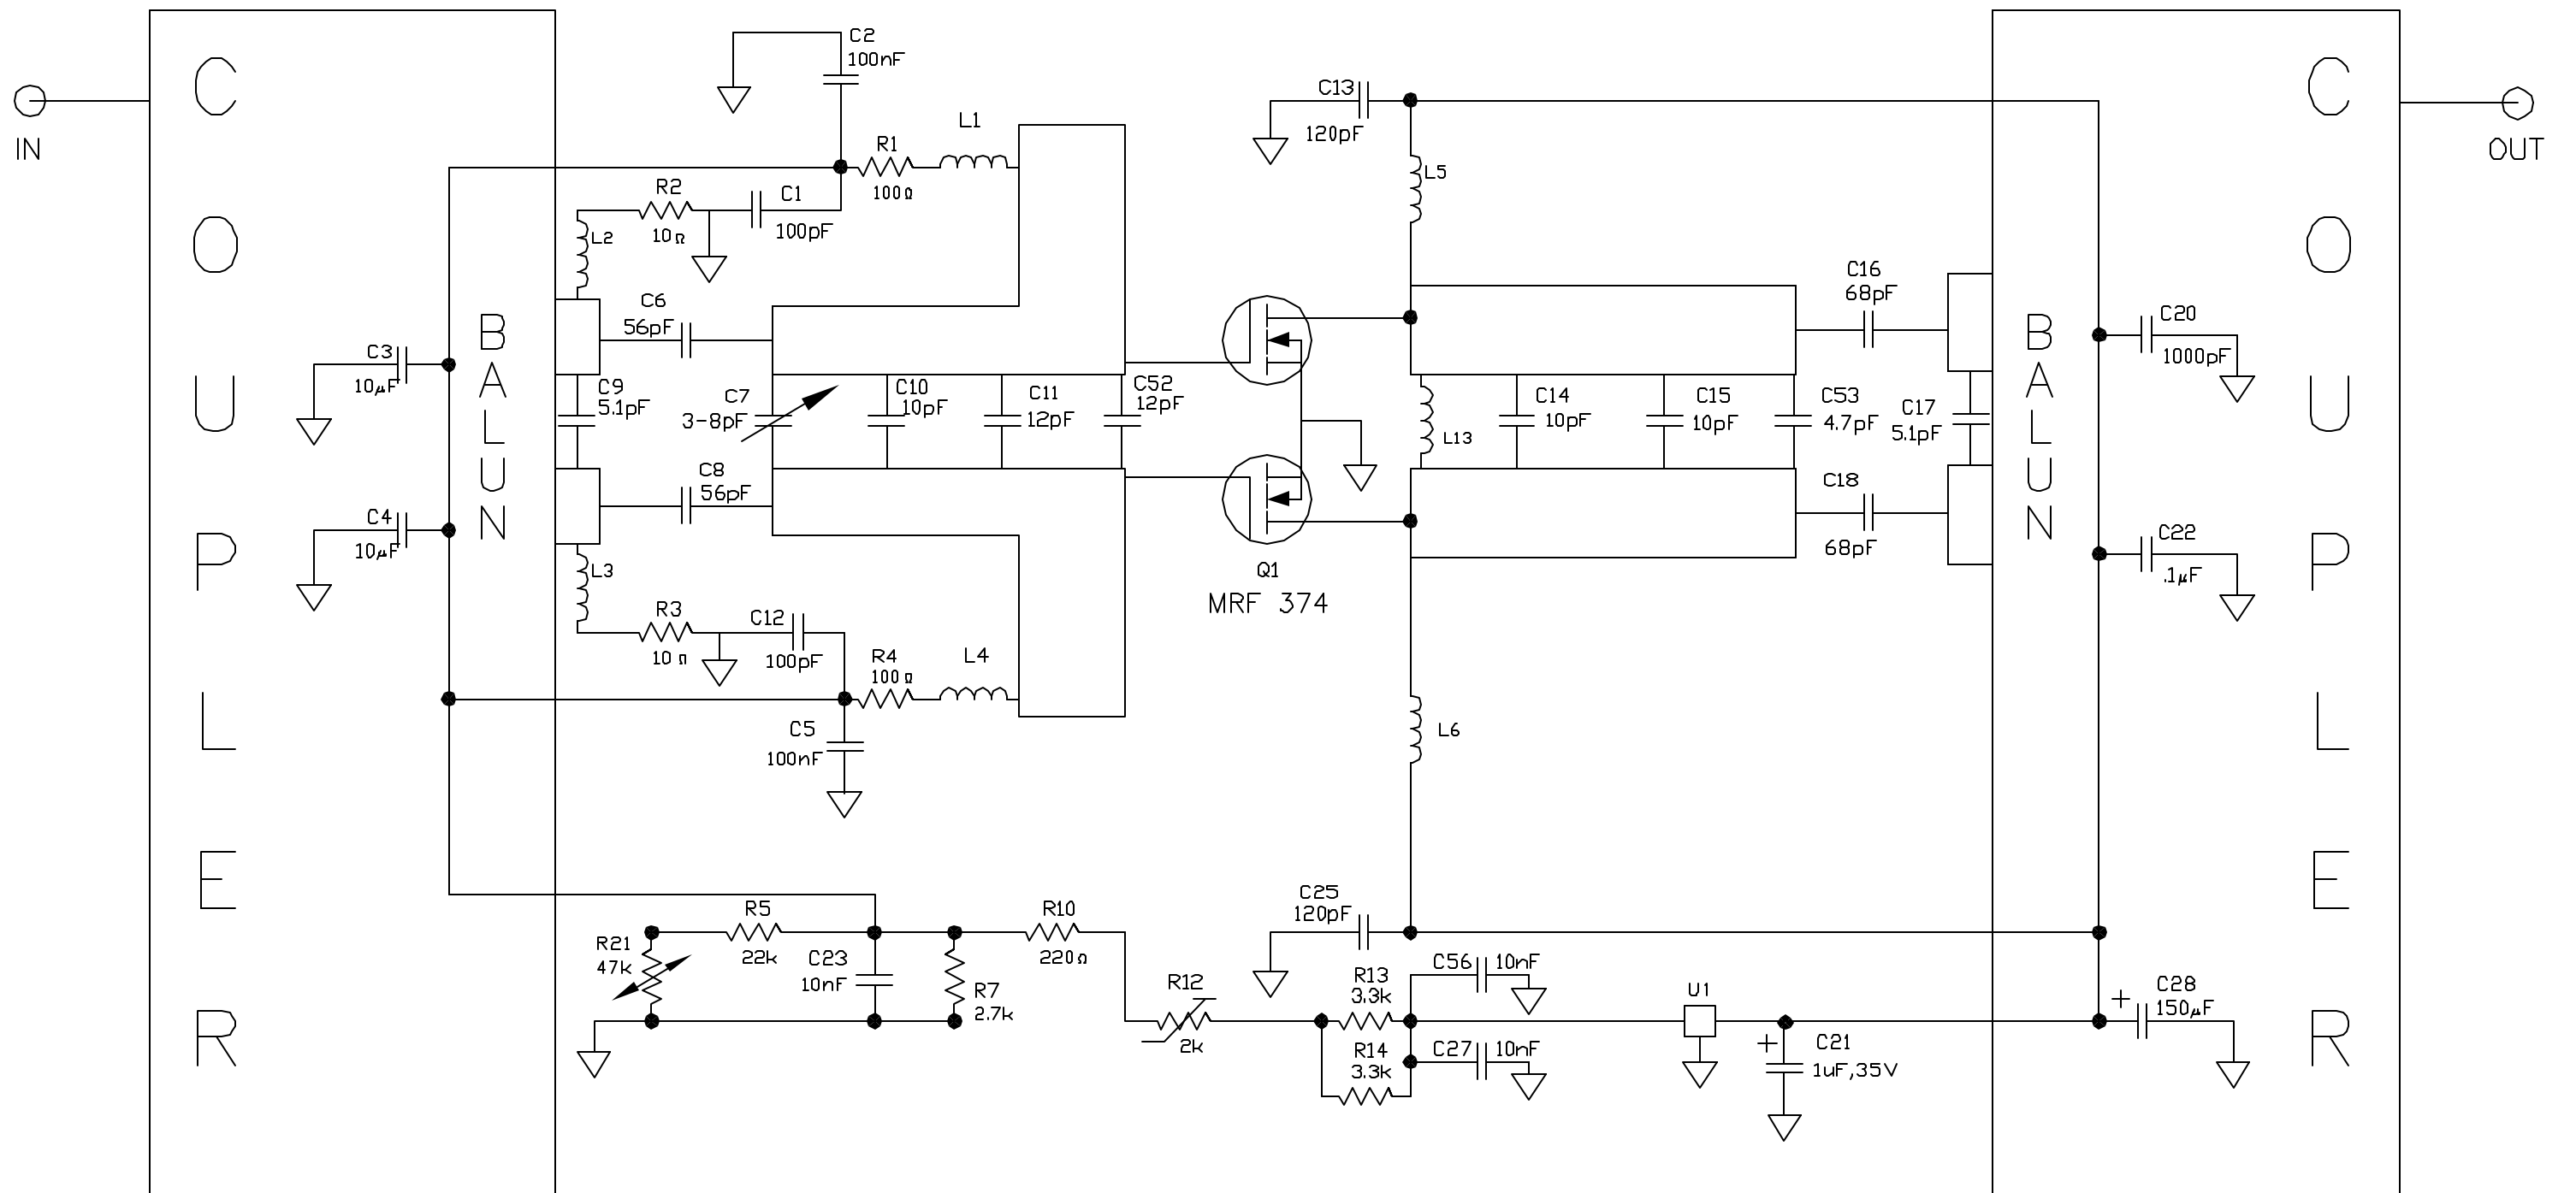 IN
COUPLER
BALUN
C2
100nF
R1
100Ω
L1
R2
10Ω
C1
100pF
L2
C3
10µF
C6
56pF
C9
5.1pF
C7
3-8pF
C10
10pF
C11
12pF
C52
12pF
C8
56pF
C4
10µF
L3
R3
10Ω
C12
100pF
R4
100Ω
L4
C5
100nF
Q1
MRF 374
C13
120pF
L5
L13
C14
10pF
C15
10pF
C53
4.7pF
C16
68pF
C17
5.1pF
C18
68pF
L6
BALUN
C20
1000pF
C22
.1µF
COUPLER
OUT
R21
47k
R5
22k
C23
10nF
R7
2.7k
R10
220Ω
R12
2k
C25
120pF
R13
3.3k
R14
3.3k
C56 10nF
C27 10nF
U1
+
C21
1uF,35V
+
C28
150µF